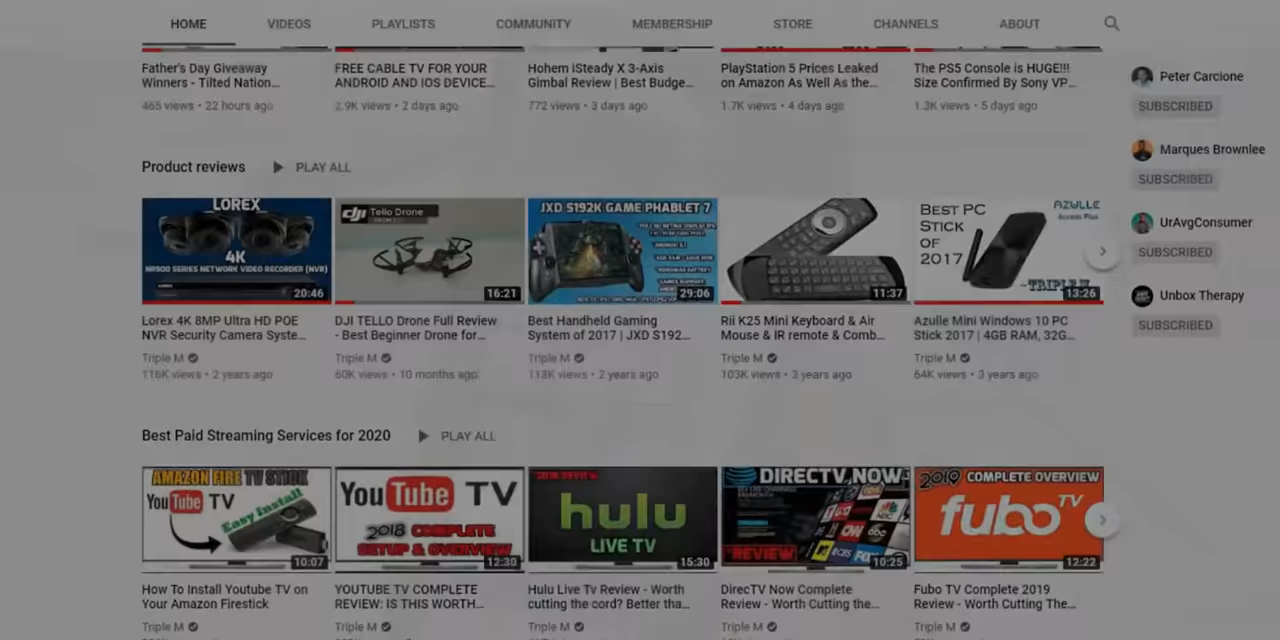 HOME VIDEOS PLAYLISTS COMMUNITY MEMBERSHIP STORE CHANNELS ABOUT
Father's Day Giveaway
Winners - Tilted Nation...
465 views • 22 hours ago
FREE CABLE TV FOR YOUR
ANDROID AND IOS DEVICE...
2.9K views • 2 days ago
Hohem iSteady X 3-Axis
Gimbal Review | Best Budge...
772 views • 3 days ago
PlayStation 5 Prices Leaked
on Amazon As Well As the...
1.7K views • 4 days ago
The PS5 Console is HUGE!!!
Size Confirmed By Sony VP...
1.3K views • 5 days ago
Peter Carcione
SUBSCRIBED
Marques Brownlee
SUBSCRIBED
UrAvgConsumer
SUBSCRIBED
Unbox Therapy
SUBSCRIBED
Product reviews PLAY ALL
LOREX
4K
NR900 SERIES NETWORK VIDEO RECORDER (NVR)
20:46
Lorex 4K 8MP Ultra HD POE
NVR Security Camera Syste...
Triple M
116K views • 2 years ago
dji Tello Drone
16:21
DJI TELLO Drone Full Review
- Best Beginner Drone for...
Triple M
60K views • 10 months ago
JXD S192K GAME PHABLET 7
29:06
Best Handheld Gaming
System of 2017 | JXD S192...
Triple M
113K views • 2 years ago
11:37
Rii K25 Mini Keyboard & Air
Mouse & IR remote & Comb...
Triple M
103K views • 3 years ago
BEST PC
STICK
OF
2017
AZULLE
Access Plus
~TRIPLE M
13:26
Azulle Mini Windows 10 PC
Stick 2017 | 4GB RAM, 32G...
Triple M
64K views • 3 years ago
Best Paid Streaming Services for 2020 PLAY ALL
AMAZON FIRE TV STICK
YouTube TV
Easy Install
10:07
How To Install Youtube TV on
Your Amazon Firestick
Triple M
YouTube TV
2018 COMPLETE
SETUP & OVERVIEW
12:30
YOUTUBE TV COMPLETE
REVIEW: IS THIS WORTH...
Triple M
hulu
LIVE TV
15:30
Hulu Live Tv Review - Worth
cutting the cord? Better tha...
Triple M
DIRECTV NOW
REVIEW
10:25
DirecTV Now Complete
Review - Worth Cutting the...
Triple M
2019 COMPLETE OVERVIEW
fubo TV
12:22
Fubo TV Complete 2019
Review - Worth Cutting The...
Triple M